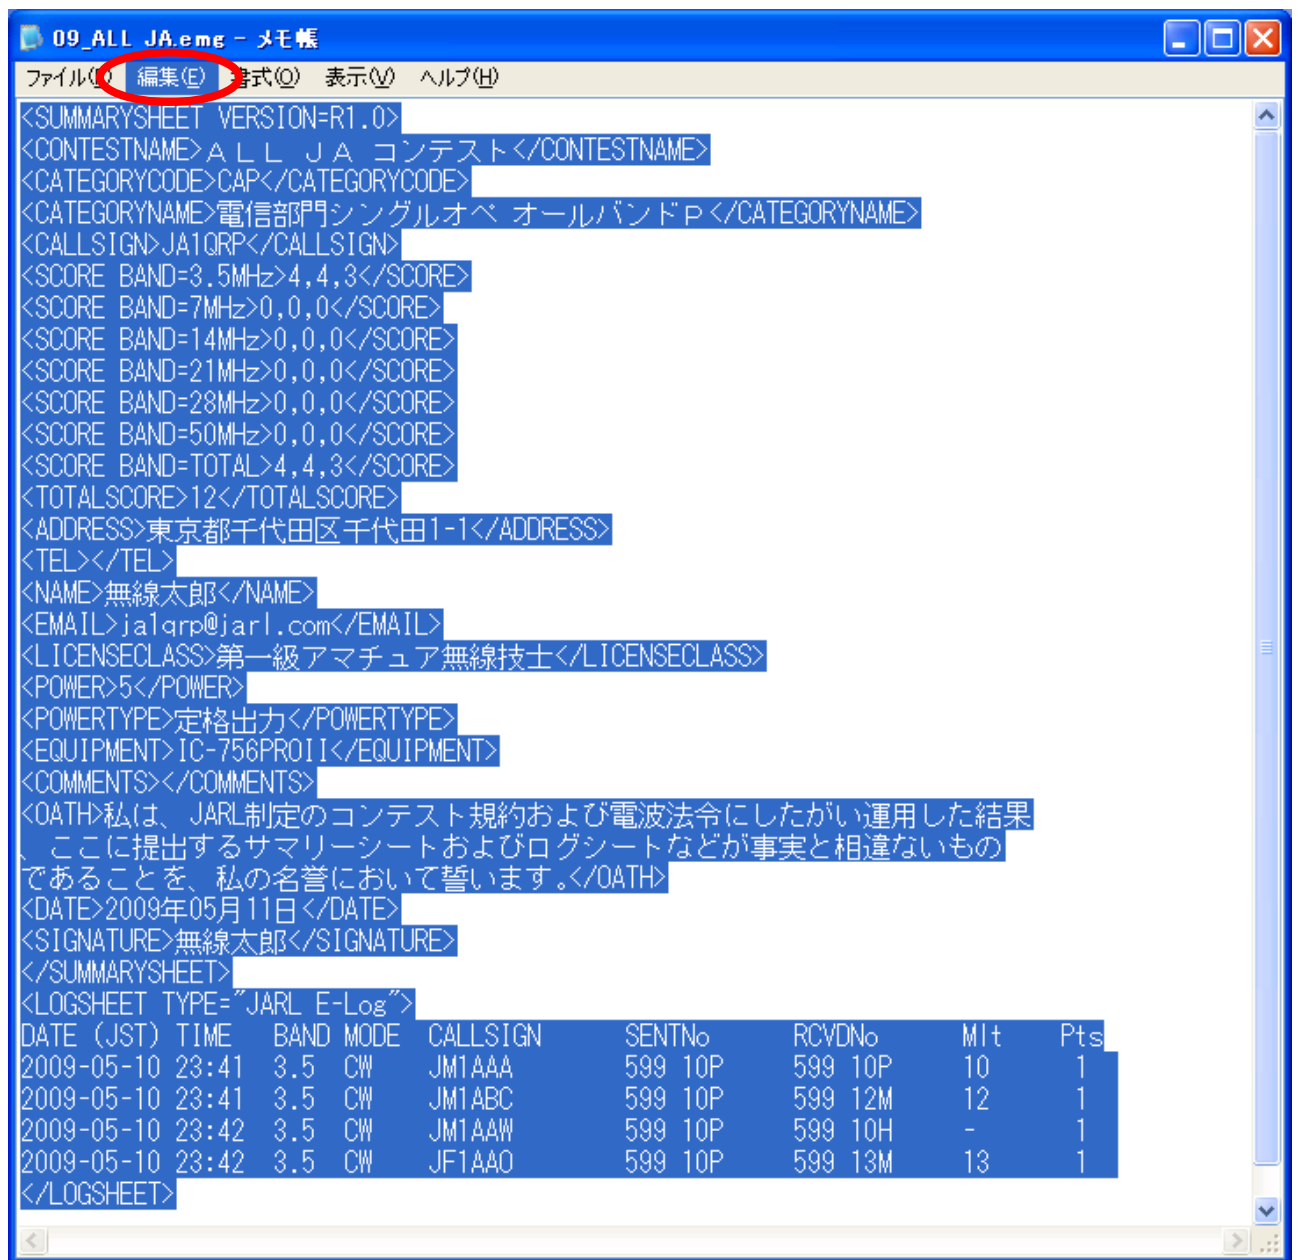 09_ALL JA.emg - メモ帳
ファイル( 編集(E) 書式(O) 表示(V) ヘルプ(H)
<SUMMARYSHEET VERSION=R1.0>
<CONTESTNAME>ＡＬＬ ＪＡ コンテスト</CONTESTNAME>
<CATEGORYCODE>CAP</CATEGORYCODE>
<CATEGORYNAME>電信部門シングルオペ オールバンドＰ</CATEGORYNAME>
<CALLSIGN>JA1QRP</CALLSIGN>
<SCORE BAND=3.5MHz>4,4,3</SCORE>
<SCORE BAND=7MHz>0,0,0</SCORE>
<SCORE BAND=14MHz>0,0,0</SCORE>
<SCORE BAND=21MHz>0,0,0</SCORE>
<SCORE BAND=28MHz>0,0,0</SCORE>
<SCORE BAND=50MHz>0,0,0</SCORE>
<SCORE BAND=TOTAL>4,4,3</SCORE>
<TOTALSCORE>12</TOTALSCORE>
<ADDRESS>東京都千代田区千代田1-1</ADDRESS>
<TEL></TEL>
<NAME>無線太郎</NAME>
<EMAIL>ja1qrp@jarl.com</EMAIL>
<LICENSECLASS>第一級アマチュア無線技士</LICENSECLASS>
<POWER>5</POWER>
<POWERTYPE>定格出力</POWERTYPE>
<EQUIPMENT>IC-756PROII</EQUIPMENT>
<COMMENTS></COMMENTS>
<OATH>私は、JARL制定のコンテスト規約および電波法令にしたがい運用した結果
、ここに提出するサマリーシートおよびログシートなどが事実と相違ないもの
であることを、私の名誉において誓います。</OATH>
<DATE>2009年05月11日</DATE>
<SIGNATURE>無線太郎</SIGNATURE>
</SUMMARYSHEET>
<LOGSHEET TYPE="JARL E-Log">
DATE (JST) TIME BAND MODE CALLSIGN SENTNo RCVDNo Mlt Pts
2009-05-10 23:41 3.5 CW JM1AAA 599 10P 599 10P 10 1
2009-05-10 23:41 3.5 CW JM1ABC 599 10P 599 12M 12 1
2009-05-10 23:42 3.5 CW JM1AAW 599 10P 599 10H - 1
2009-05-10 23:42 3.5 CW JF1AAO 599 10P 599 13M 13 1
</LOGSHEET>